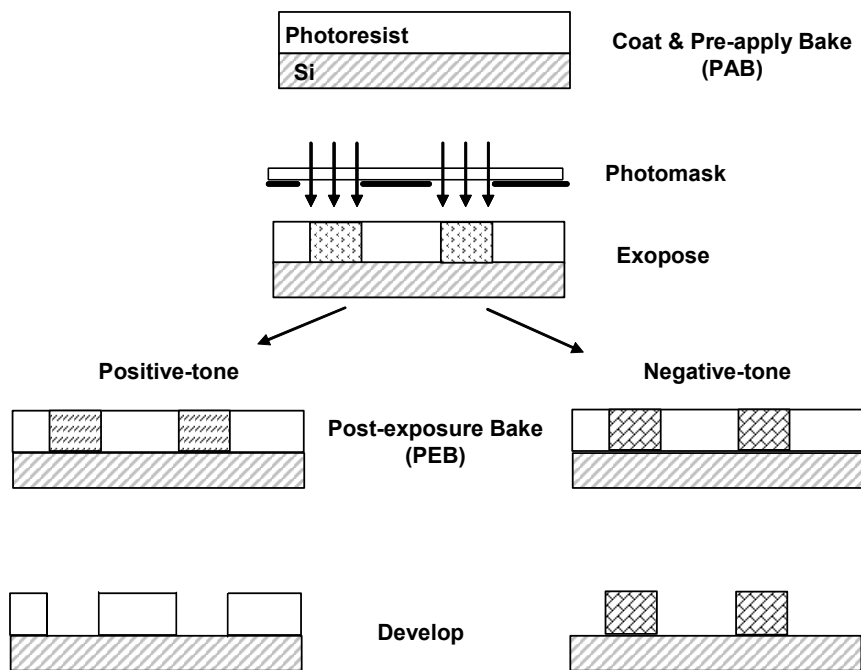 Photoresist
Si
Coat & Pre-apply Bake
(PAB)
Photomask
Exopose
Positive-tone
Negative-tone
Post-exposure Bake
(PEB)
Develop